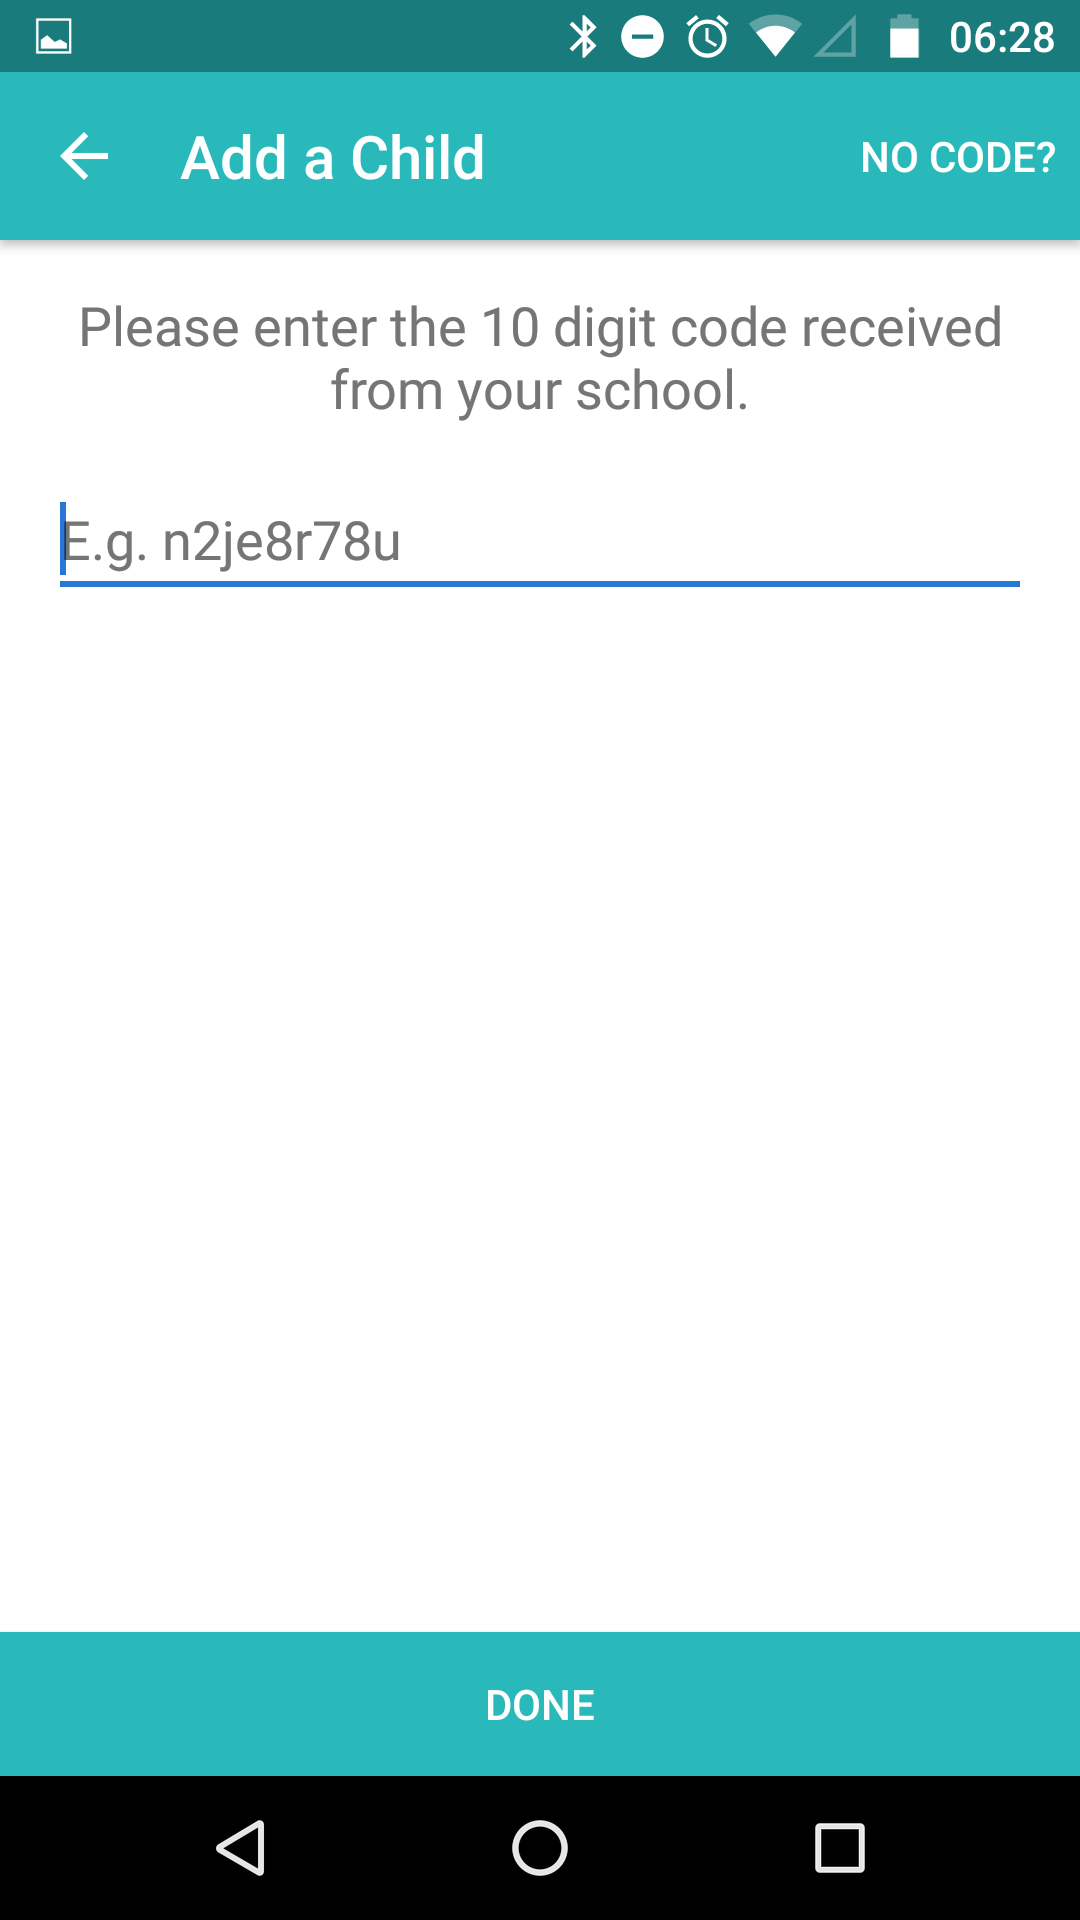 06:28
Add a Child
NO CODE?
Please enter the 10 digit code received
from your school.
E.g. n2je8r78u
DONE